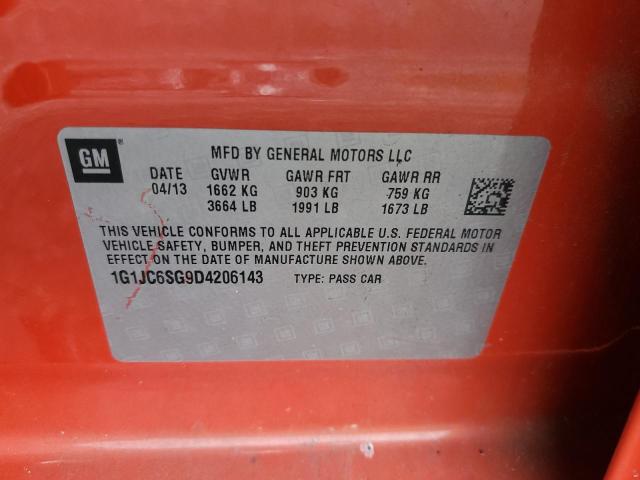 GM
MFD BY GENERAL MOTORS LLC
DATE GVWR GAWR FRT GAWR RR
04/13 1662 KG 903 KG 759 KG
3664 LB 1991 LB 1673 LB
THIS VEHICLE CONFORMS TO ALL APPLICABLE U.S. FEDERAL MOTOR
VEHICLE SAFETY, BUMPER, AND THEFT PREVENTION STANDARDS IN
EFFECT ON THE DATE OF MANUFACTURE SHOWN ABOVE.
1G1JC6SG9D4206143 TYPE: PASS CAR